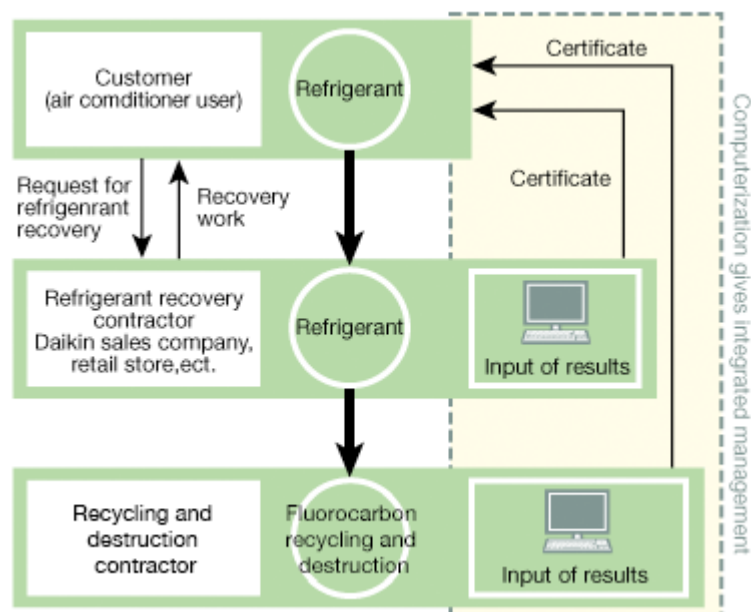 Customer
(air comditioner user)
Refrigerant
Certificate
Certificate
Request for
refrigenrant
recovery
Recovery
work
Refrigerant recovery
contractor
Daikin sales company,
retail store,ect.
Refrigerant
Input of results
Recycling and
destruction
contractor
Fluorocarbon
recycling and
destruction
Input of results
Computerization gives integrated management